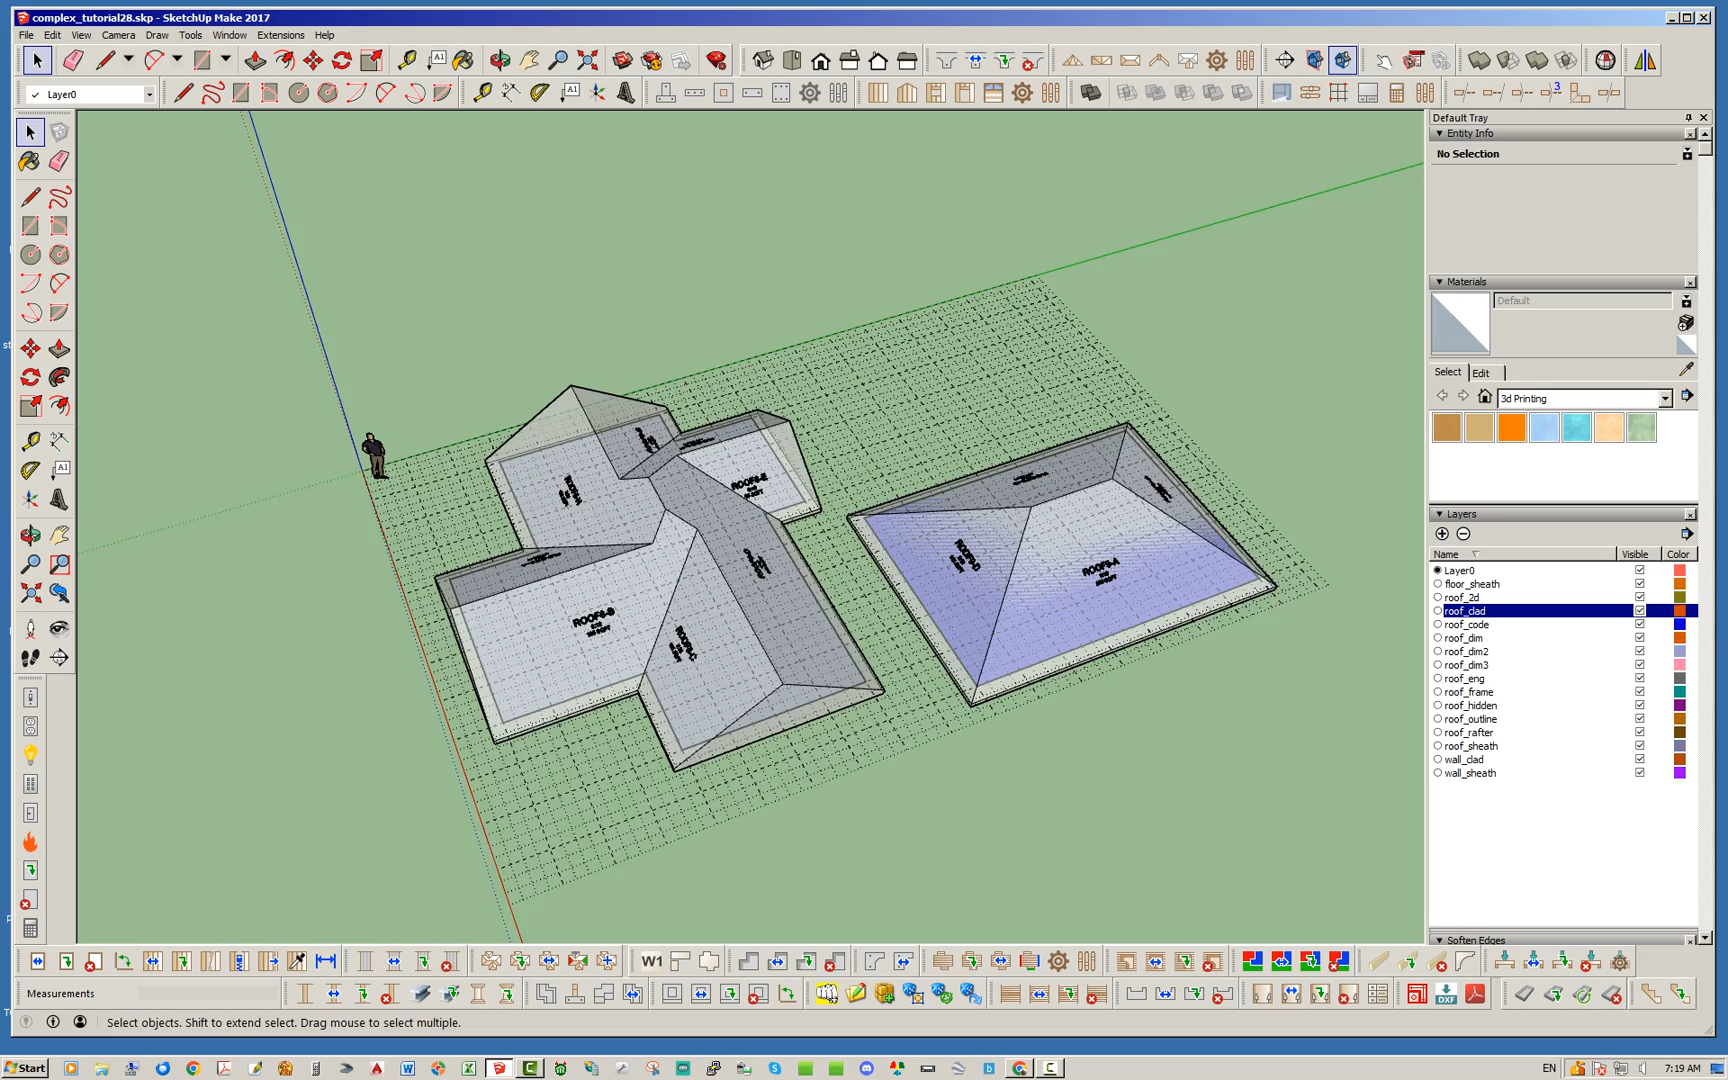 complex_tutorial28.skp - SketchUp Make 2017
File Edit View Camera Draw Tools Window Extensions Help
Layer0
Default Tray
Entity Info
No Selection
Materials
Default
Select Edit
3d Printing
Layers
Name Visible Color
Layer0
floor_sheath
roof_2d
roof_clad
roof_code
roof_dim
roof_dim2
roof_dim3
roof_eng
roof_frame
roof_hidden
roof_outline
roof_rafter
roof_sheath
wall_clad
wall_sheath
Soften Edges
W1
DXF
Measurements
Select objects. Shift to extend select. Drag mouse to select multiple.
Start
EN
7:19 AM